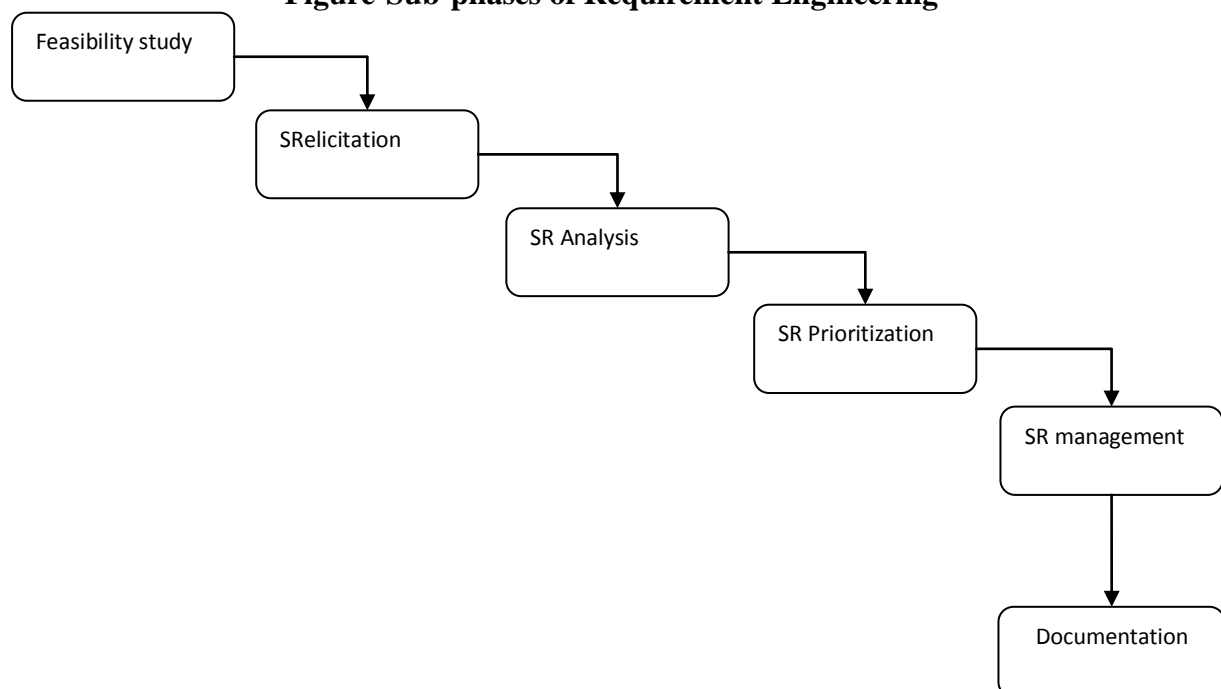 Figure Sub-phases of Requirement Engineering
Feasibility study
SRelicitation
SR Analysis
SR Prioritization
SR management
Documentation